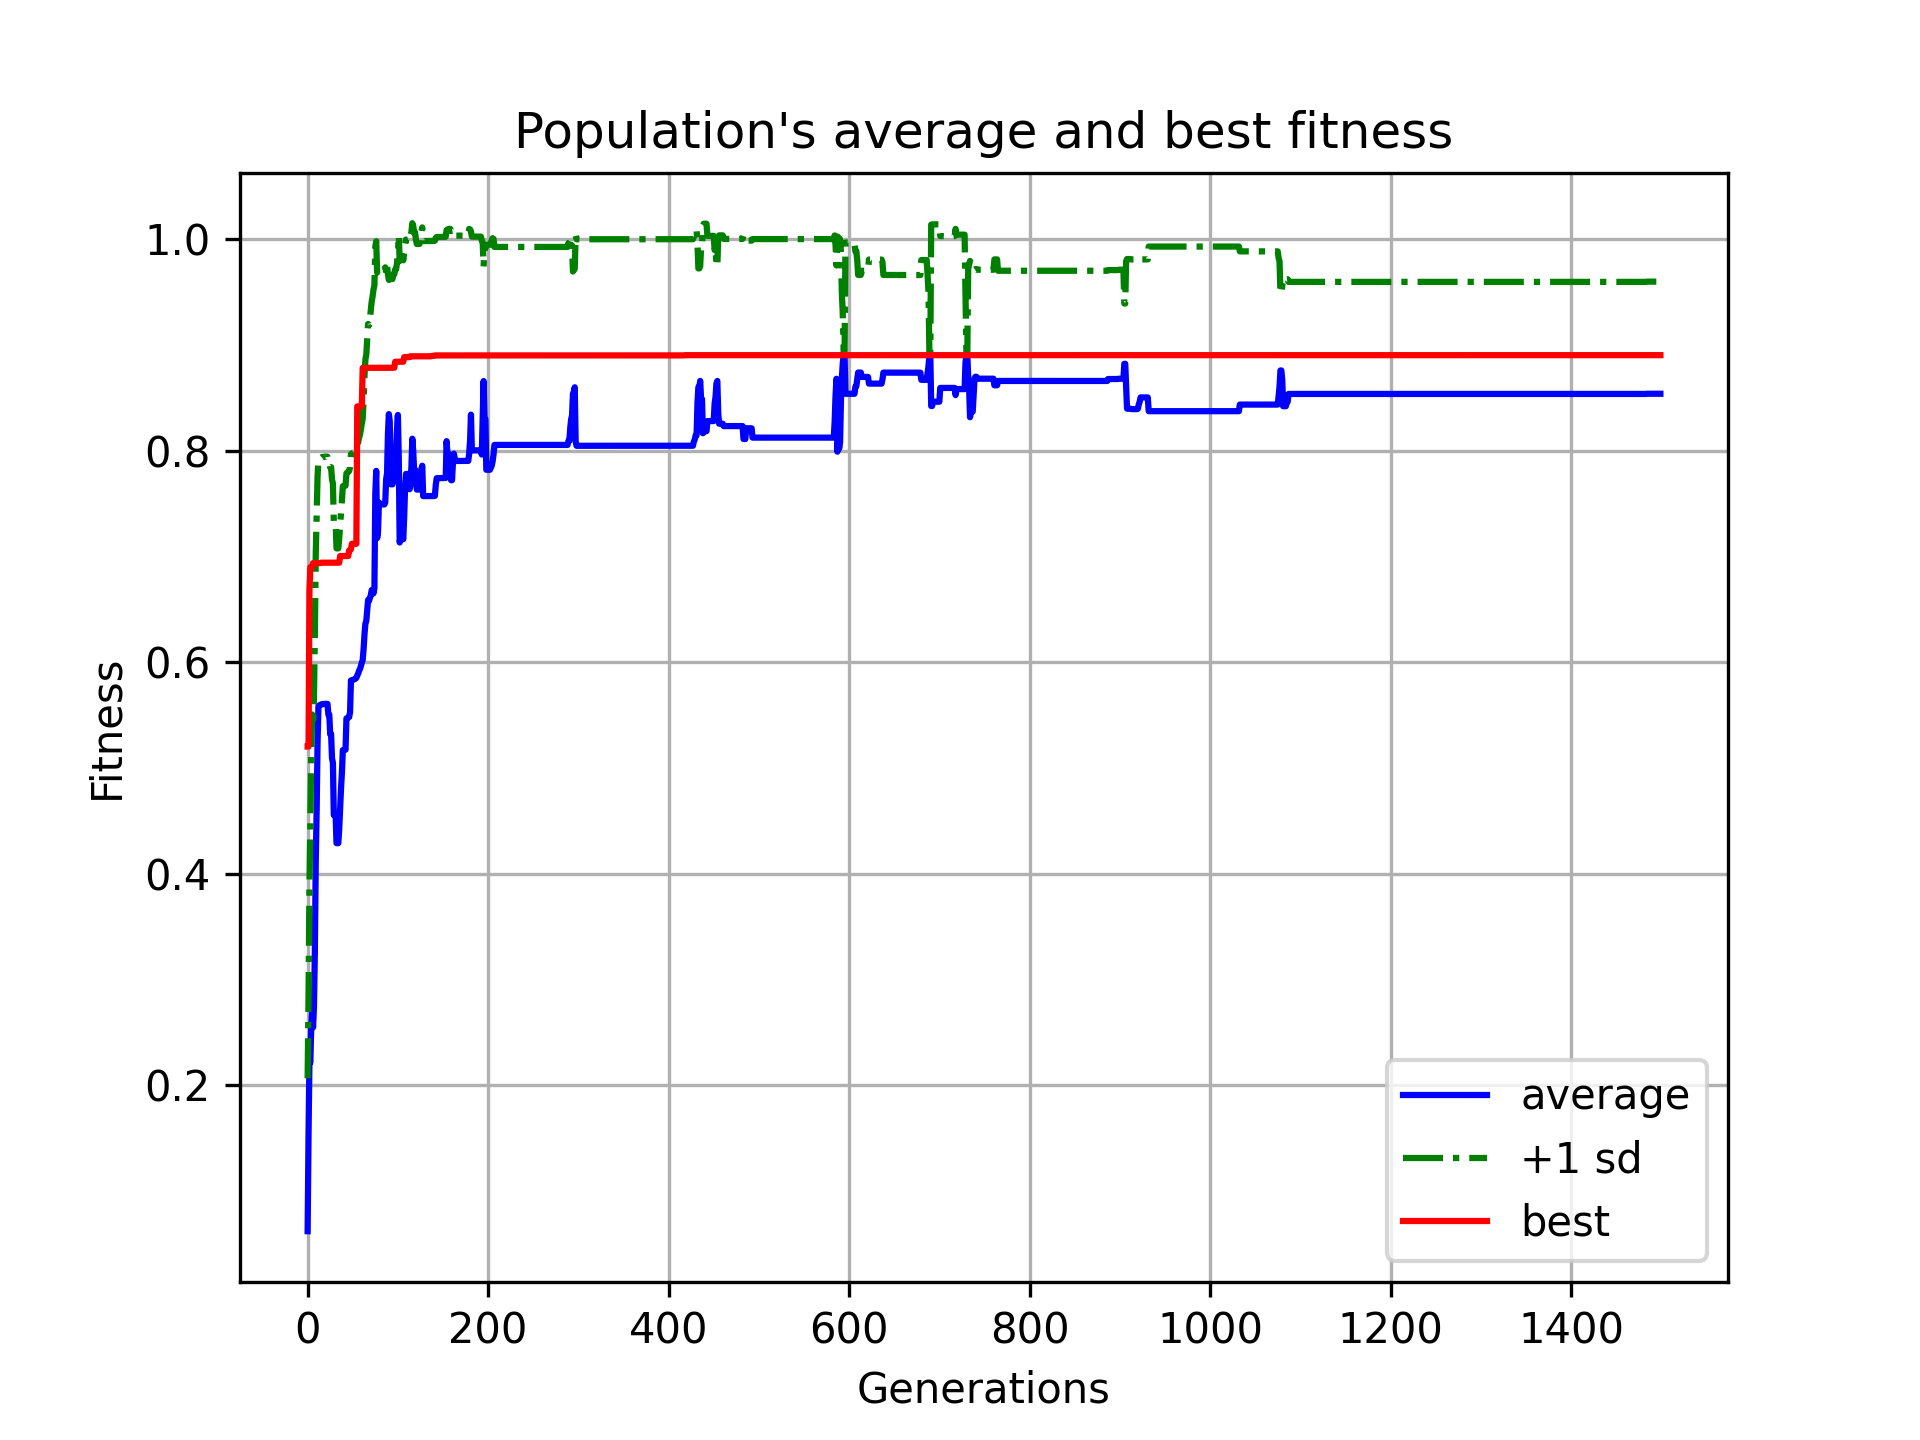 Population's average and best fitness
1.0
0.8
0.6
0.4
0.2
Fitness
0 200 400 600 800 1000 1200 1400
Generations
average
+1 sd
best